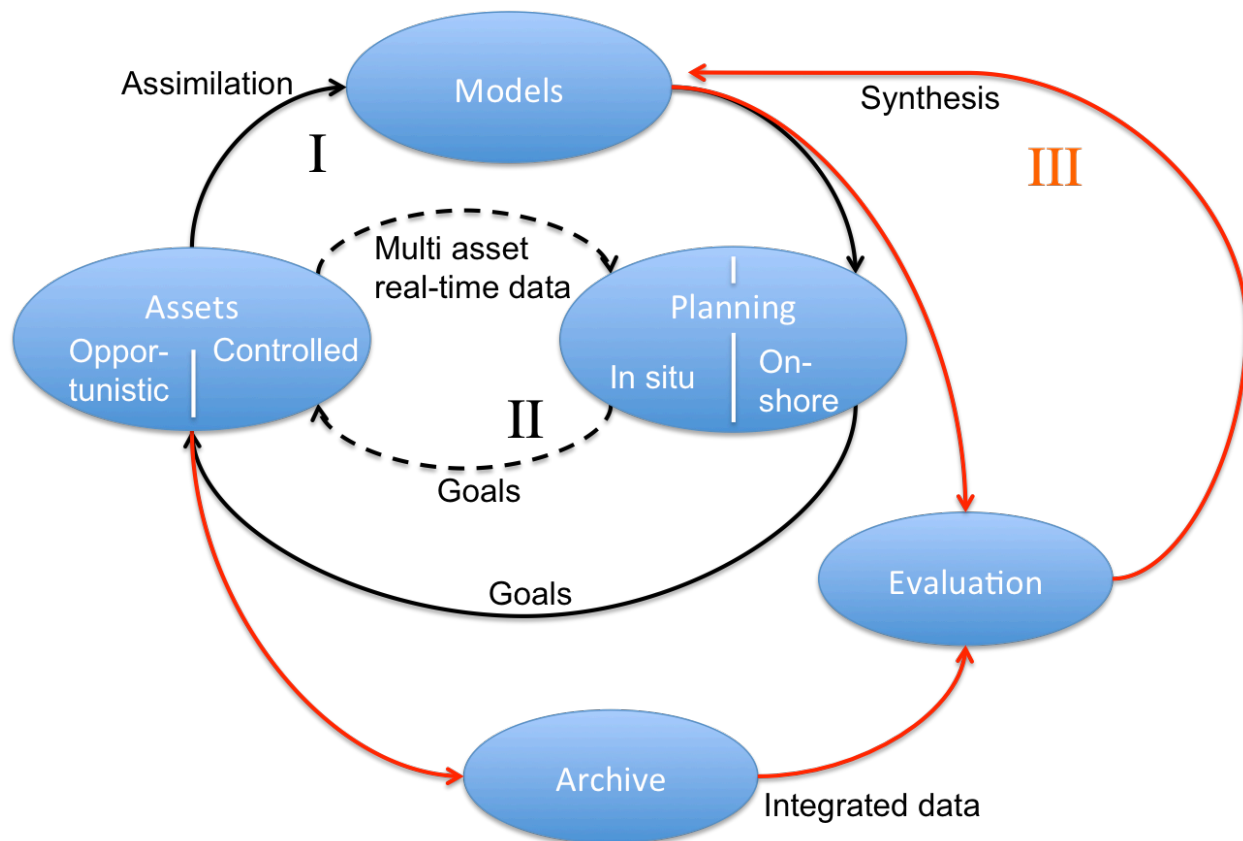 Models
Assimilation
Synthesis
I
III
Multi asset
real-time data
Assets
Oppor-
tunistic
Controlled
Planning
In situ
On-
shore
II
Goals
Goals
Evaluation
Archive
Integrated data